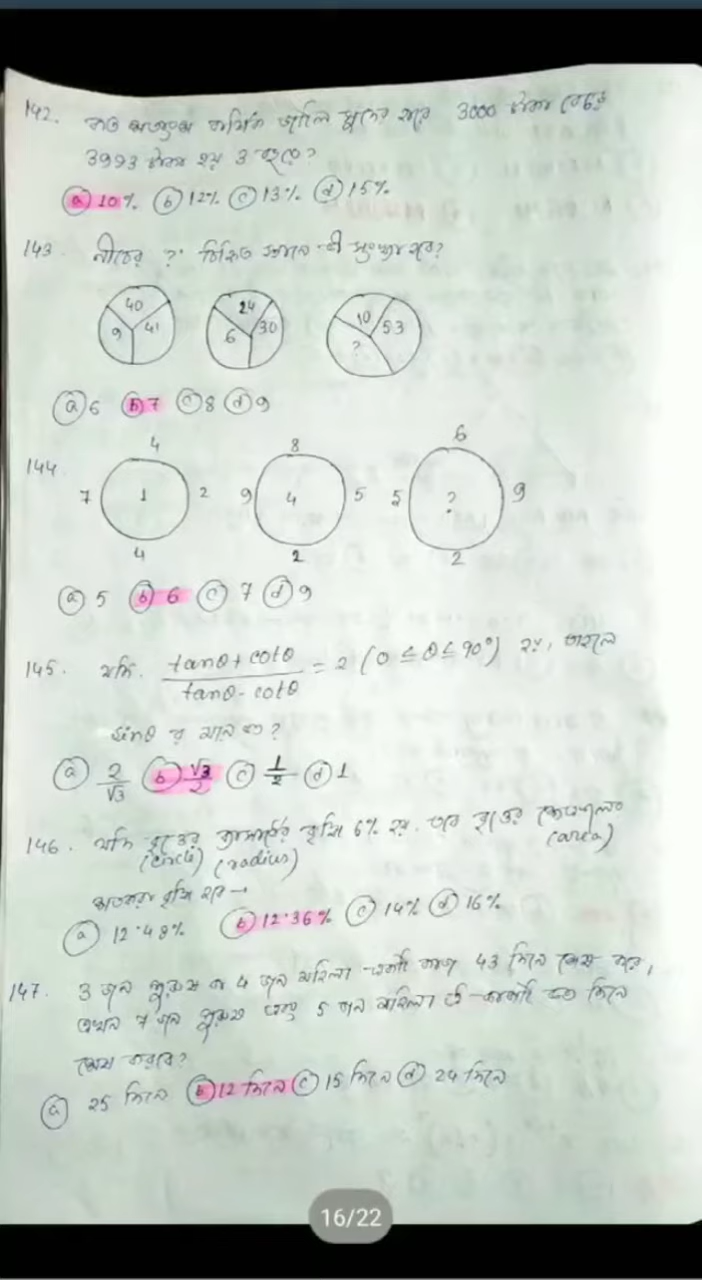 142. কত শতাংশ বার্ষিক জটিল সুদের হারে 3000 টাকা বেড়ে
3993 টাকা হয় 3 বছরে?
(a) 10% (b) 12% (c) 13% (d) 15%
143. নীচের ?' চিহ্নিত স্থানে কী সংখ্যা হবে?
40 9 41
24 6 30
10 53 ?
(a) 6 (b) 7 (c) 8 (d) 9
144. 4 7 1 2 4
8 9 4 5 2
6 5 ? 9 2
(a) 5 (b) 6 (c) 7 (d) 9
145. যদি. tanθ + cotθ / tanθ - cotθ = 2 (0 ≤ θ ≤ 90°) হয়, তাহলে
sinθ র মান কত?
(a) 2/√3 (b) √3/2 (c) 1/2 (d) 1
146. যদি বৃত্তের ব্যাসার্ধের বৃদ্ধি 6% হয়. তবে বৃত্তের ক্ষেত্রফলের
(circle) (radius) (area)
শতকরা বৃদ্ধি হবে -
(a) 12.48% (b) 12.36% (c) 14% (d) 16%
147. 3 জন পুরুষ বা 4 জন মহিলা একটি কাজ 43 দিনে শেষ করে,
তখন 7 জন পুরুষ এবং 5 জন মহিলা ঐ কাজটি কত দিনে
শেষ করবে?
(a) 25 দিনে (b) 12 দিনে (c) 15 দিনে (d) 24 দিনে
16/22